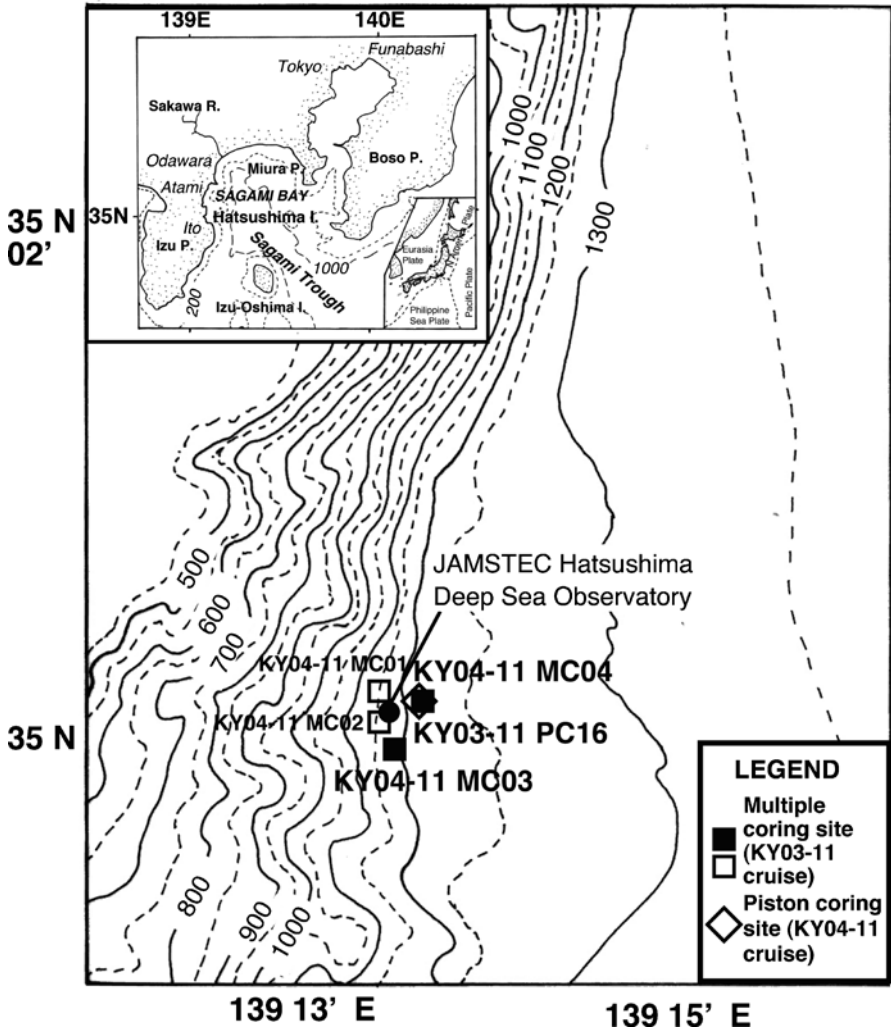 139E
140E
Funabashi
Tokyo
Sakawa R.
Odawara
Miura P.
Boso P.
Atami
SAGAMI BAY
35N
Hatsushima I.
Ito
Izu P.
Sagami Trough
1000
200
Izu-Oshima I.
Eurasia
Plate
N. America Plate
Pacific Plate
Philippine
Sea Plate
1000
1100
1200
1300
35 N
02'
500
600
700
JAMSTEC Hatsushima
Deep Sea Observatory
KY04-11 MC01
KY04-11 MC04
KY04-11 MC02
KY03-11 PC16
35 N
KY04-11 MC03
800
900
1000
LEGEND
Multiple
coring site
(KY03-11
cruise)
Piston coring
site (KY04-11
cruise)
139 13' E
139 15' E